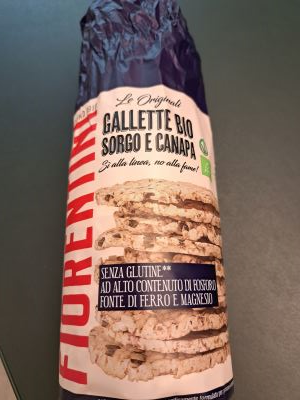 Le Originali
GALLETTE BIO
SORGO E CANAPA
Sì alla linea, no alla fame!
FIORENTINI
SENZA GLUTINE**
AD ALTO CONTENUTO DI FOSFORO
FONTE DI FERRO E MAGNESIO